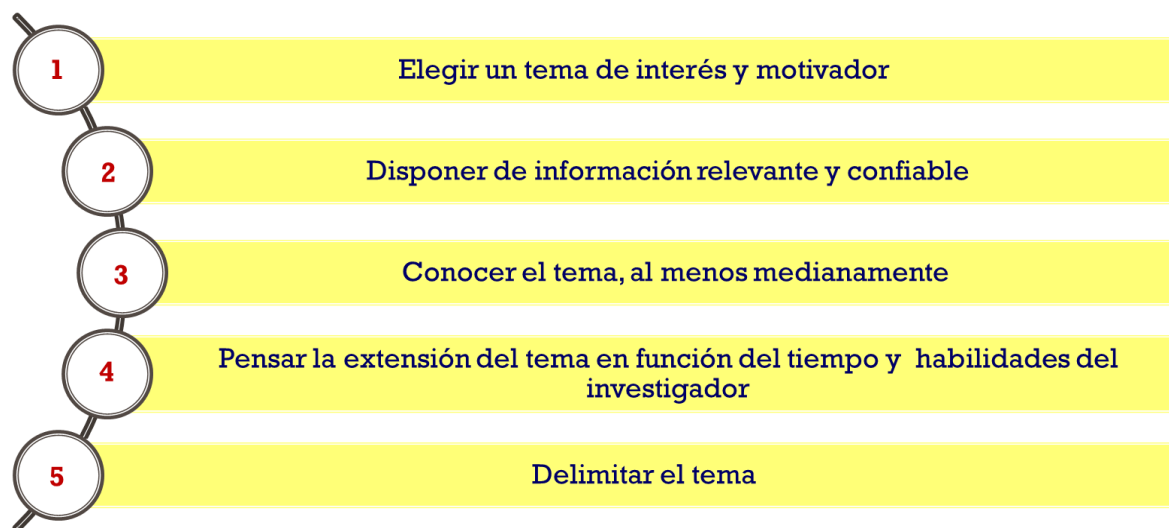 1
Elegir un tema de interés y motivador
2
Disponer de información relevante y confiable
3
Conocer el tema, al menos medianamente
4
Pensar la extensión del tema en función del tiempo y habilidades del
investigador
5
Delimitar el tema